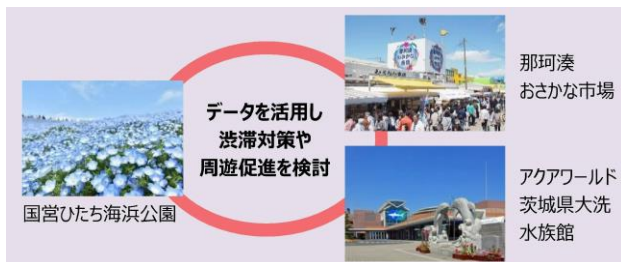 データを活用し
渋滞対策や
周遊促進を検討
国営ひたち海浜公園
那珂湊
おさかな市場
アクアワールド
茨城県大洗
水族館